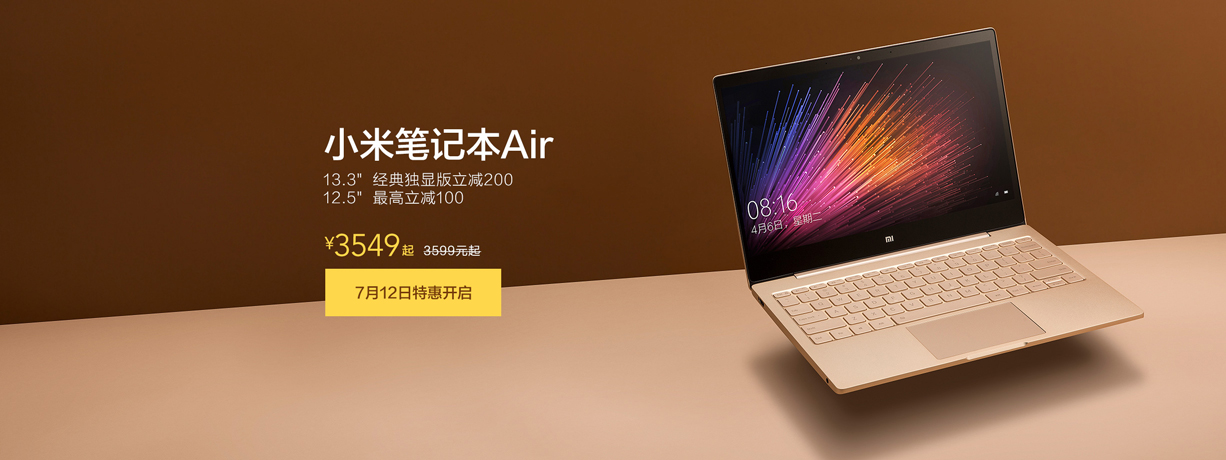 小米笔记本Air
13.3" 经典独显版立减200
12.5" 最高立减100
¥3549起 3599元起
7月12日特惠开启
08:16
4月6日，星期二
mi